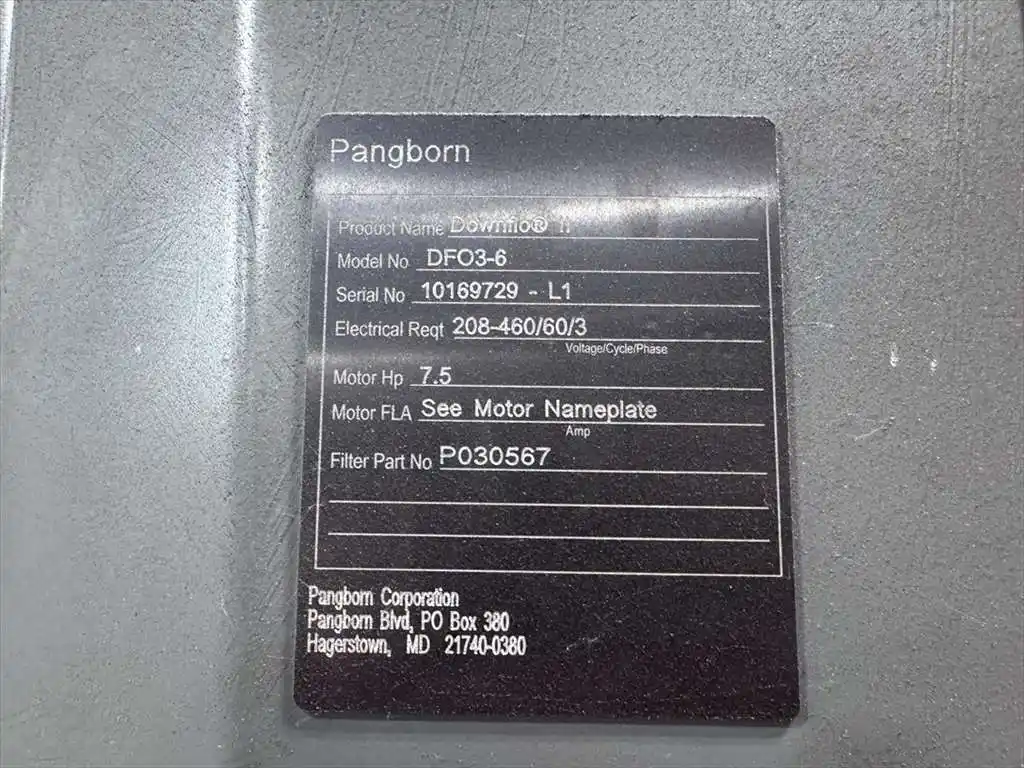 Pangborn
Product Name Downflo® II
Model No DFO3-6
Serial No 10169729 - L1
Electrical Reqt 208-460/60/3
Voltage/Cycle/Phase
Motor Hp 7.5
Motor FLA See Motor Nameplate
Amp
Filter Part No P030567
Pangborn Corporation
Pangborn Blvd, PO Box 380
Hagerstown, MD 21740-0380